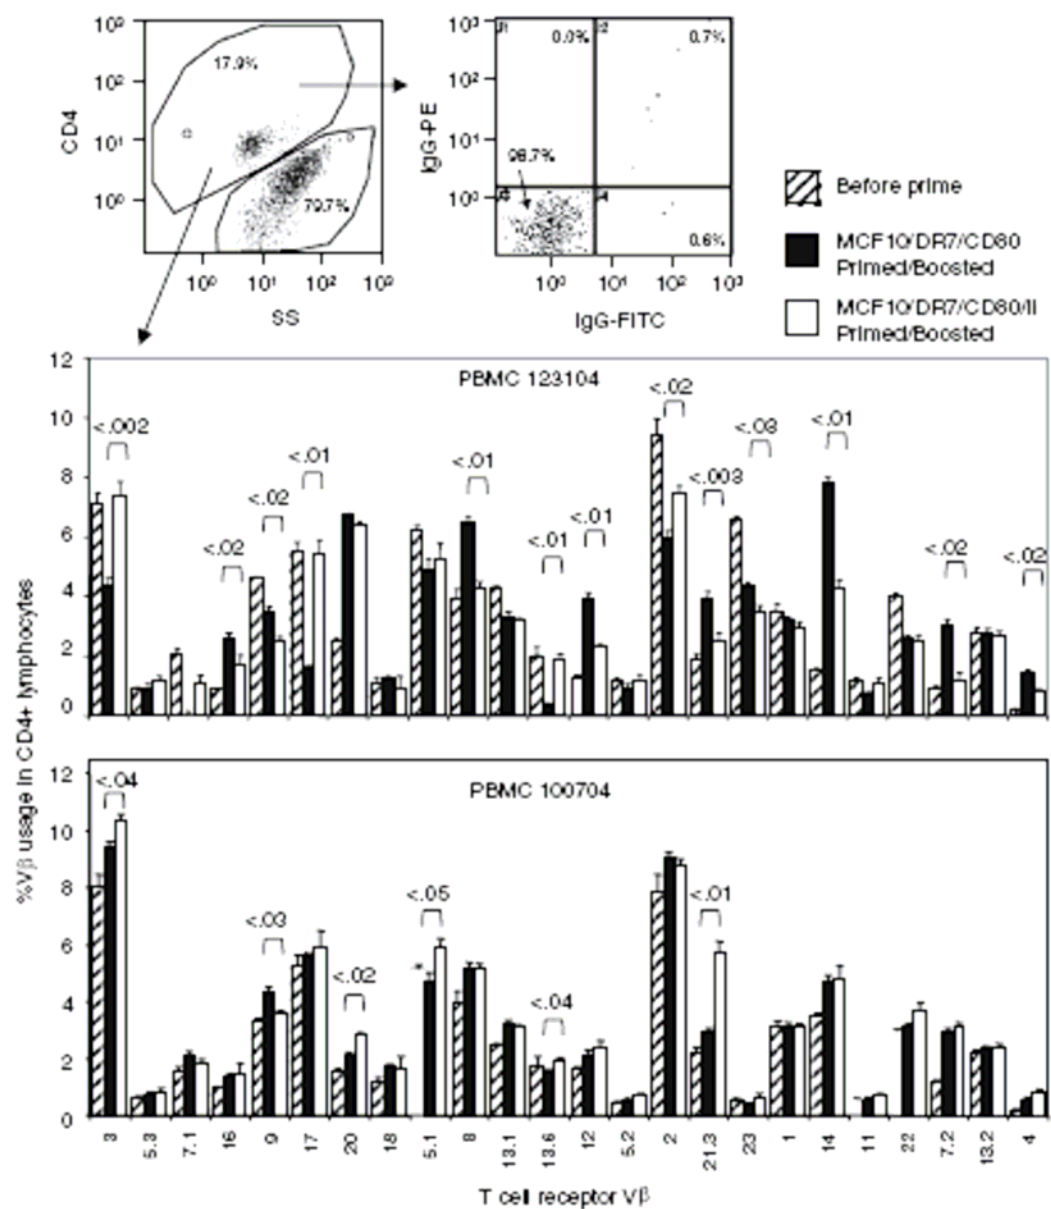 10³
10²
10¹
10⁰
CD4
17.9%
79.7%
10⁰ 10¹ 10² 10³
SS
10³
10²
10¹
10⁰
IgG-PE
0.0%
0.7%
98.7%
0.6%
10⁰ 10¹ 10² 10³
IgG-FITC
Before prime
MCF10/DR7/CD80
Primed/Boosted
MCF10/DR7/CD80/Ii
Primed/Boosted
%Vβ usage in CD4+ lymphocytes
PBMC 123104
12
10
8
6
4
2
0
<.002
<.02
<.02
<.01
<.01
<.01
<.01
<.02
<.003
<.03
<.01
<.02
<.02
PBMC 100704
12
10
8
6
4
2
0
<.04
<.03
<.02
<.05
<.04
<.01
3 5.3 7.1 16 9 17 20 18 5.1 8 13.1 13.6 12 5.2 2 21.3 23 1 14 11 22 7.2 13.2 4
T cell receptor Vβ